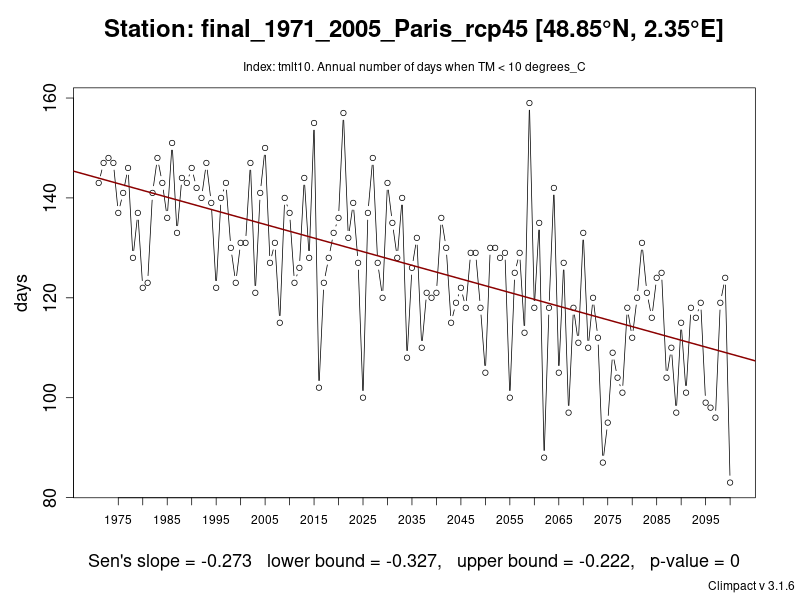 Station: final_1971_2005_Paris_rcp45 [48.85°N, 2.35°E]
Index: tmlt10. Annual number of days when TM < 10 degrees_C
160
140
120
100
80
days
1975 1985 1995 2005 2015 2025 2035 2045 2055 2065 2075 2085 2095
Sen's slope = -0.273 lower bound = -0.327, upper bound = -0.222, p-value = 0
Climpact v 3.1.6